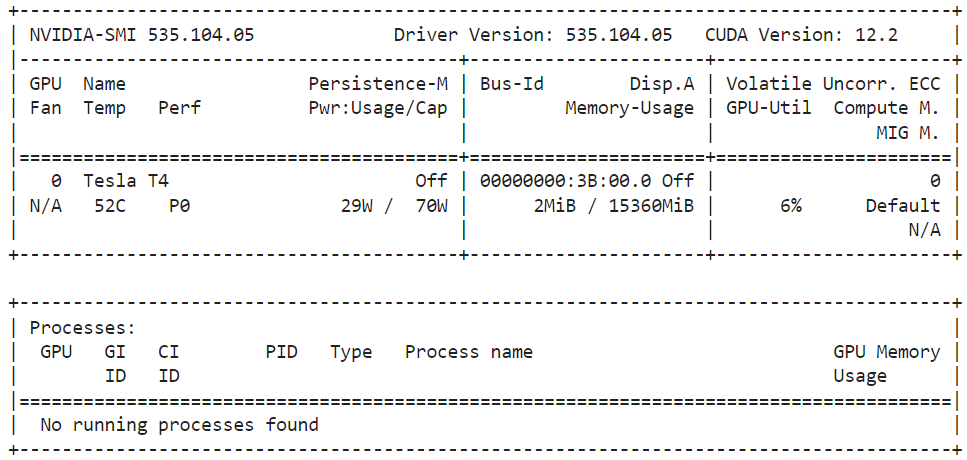 +---------------------------------------------------------------------------------------+
| NVIDIA-SMI 535.104.05             Driver Version: 535.104.05   CUDA Version: 12.2     |
|-----------------------------------------+----------------------+----------------------+
| GPU  Name                 Persistence-M | Bus-Id        Disp.A | Volatile Uncorr. ECC |
| Fan  Temp   Perf          Pwr:Usage/Cap |         Memory-Usage | GPU-Util  Compute M. |
|                                         |                      |               MIG M. |
|=========================================+======================+======================|
|   0  Tesla T4                       Off | 00000000:3B:00.0 Off |                    0 |
| N/A   52C    P0              29W /  70W |      2MiB / 15360MiB |      6%      Default |
|                                         |                      |                  N/A |
+-----------------------------------------+----------------------+----------------------+
+---------------------------------------------------------------------------------------+
| Processes:                                                                            |
|  GPU   GI   CI        PID   Type   Process name                            GPU Memory |
|        ID   ID                                                             Usage      |
|=======================================================================================|
|  No running processes found                                                           |
+---------------------------------------------------------------------------------------+